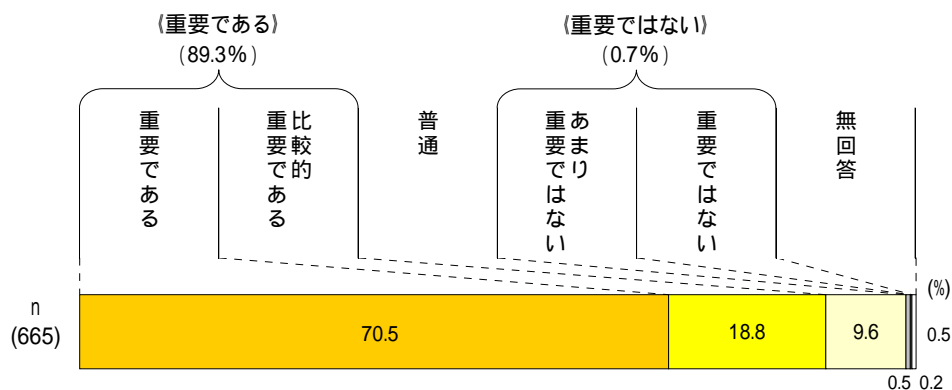 《重要である》
(89.3%)
《重要ではない》
(0.7%)
重要である
比較的
重要である
普通
あまり
重要ではない
重要ではない
無回答
(%)
n
(665)
70.5
18.8
9.6
0.5
0.5 0.2